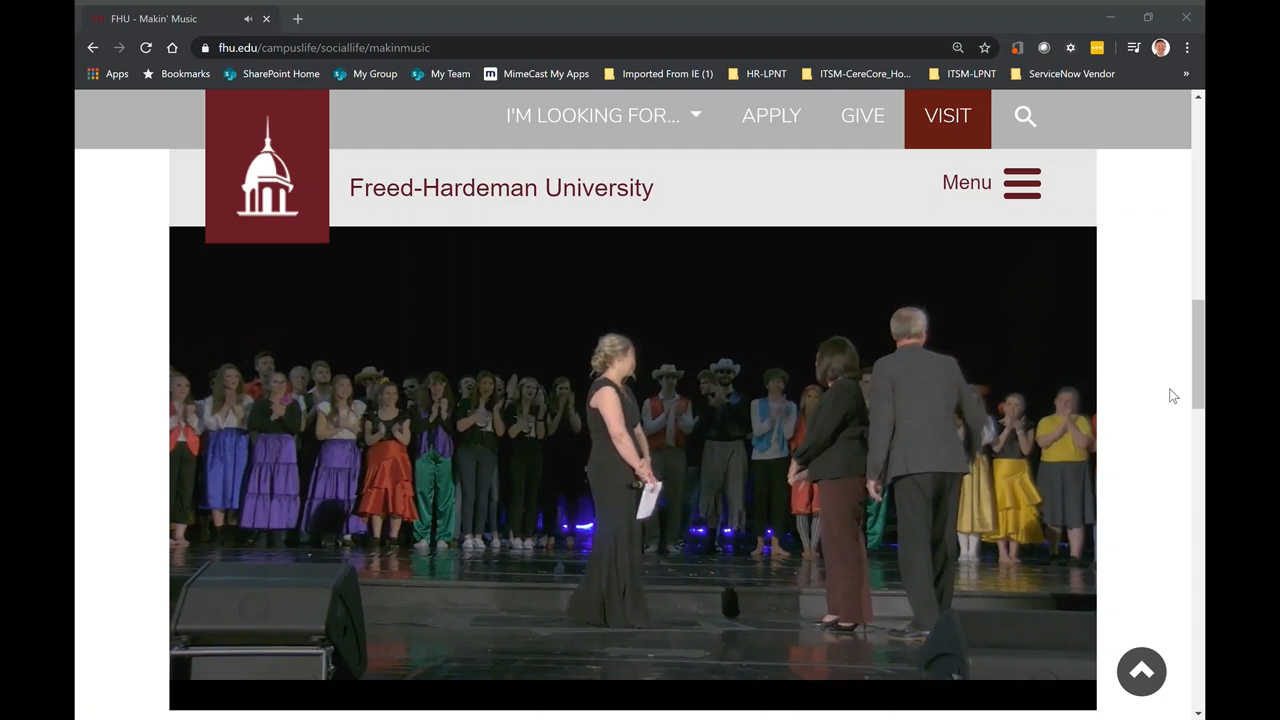 FHU - Makin' Music
fhu.edu/campuslife/sociallife/makinmusic
Apps Bookmarks SharePoint Home My Group My Team MimeCast My Apps Imported From IE (1) HR-LPNT ITSM-CereCore_Ho... ITSM-LPNT ServiceNow Vendor »
I'M LOOKING FOR... APPLY GIVE VISIT
Freed-Hardeman University
Menu